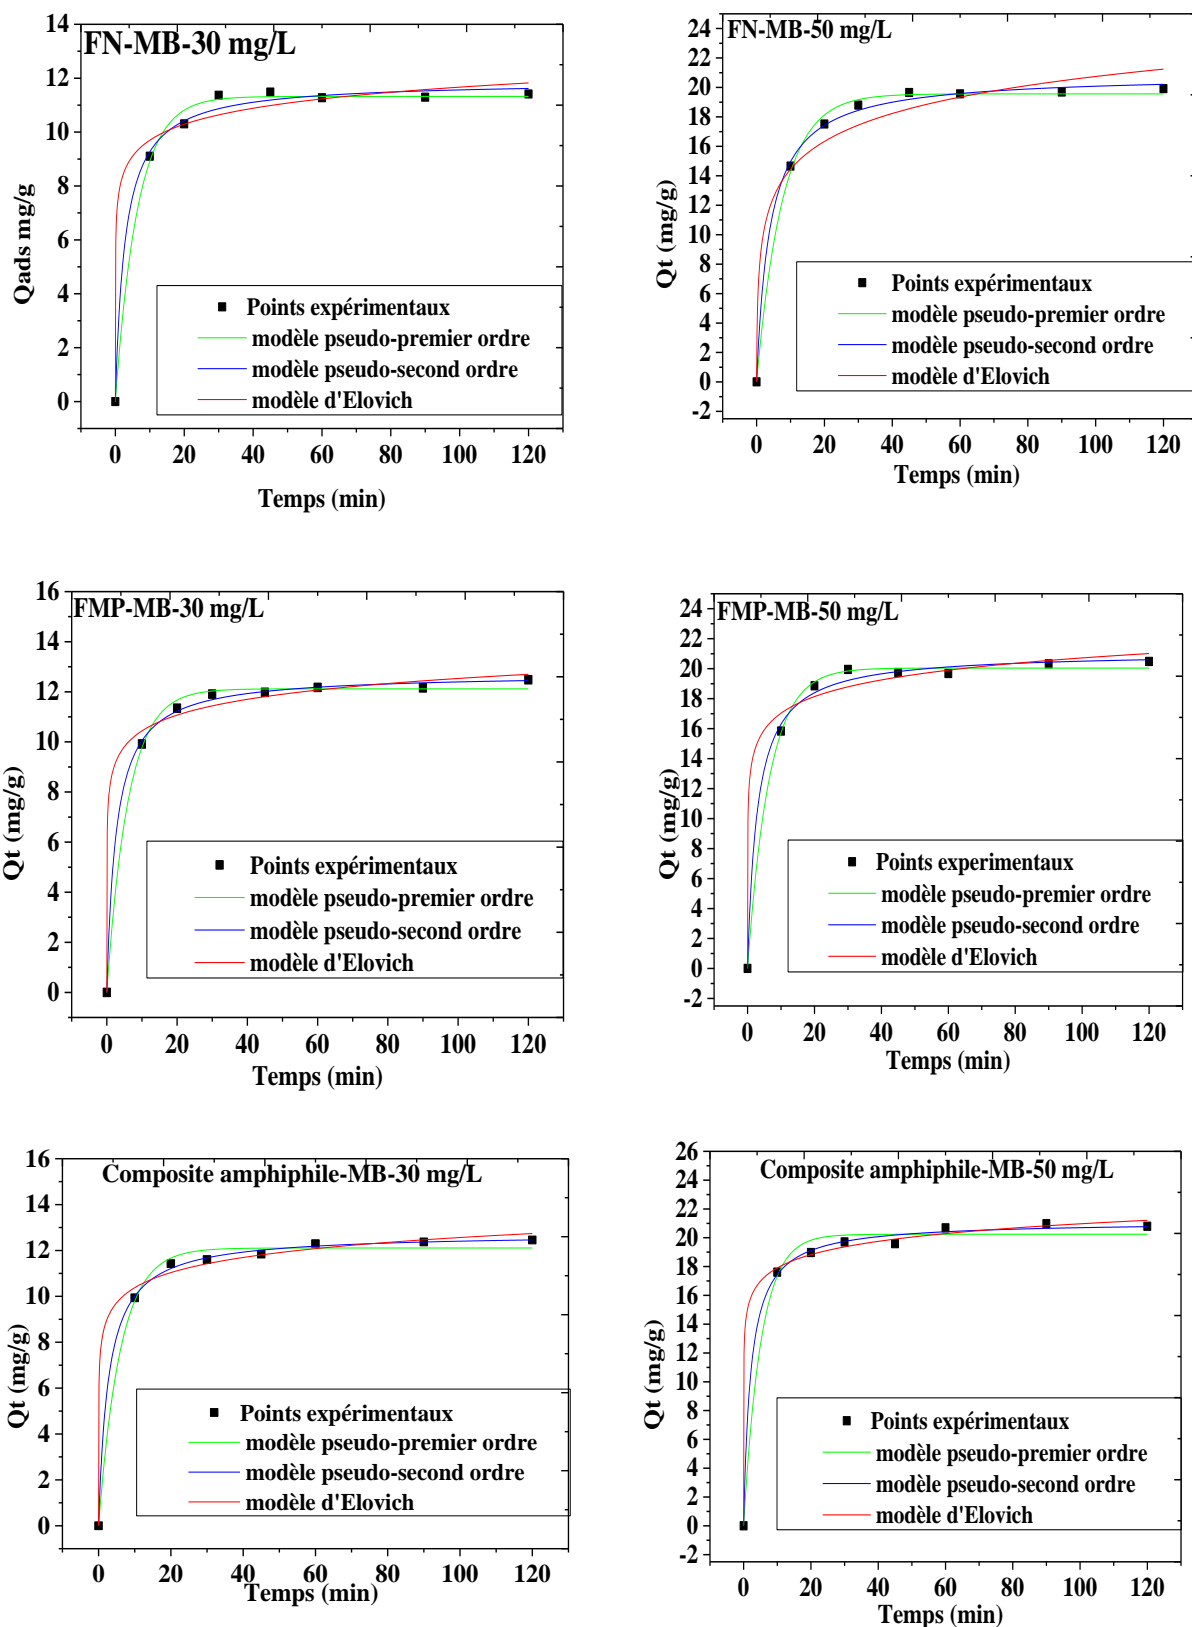 FN-MB-30 mg/L
14
12
10
8
6
4
2
0
Qads mg/g
Points expérimentaux
modèle pseudo-premier ordre
modèle pseudo-second ordre
modèle d'Elovich
0 20 40 60 80 100 120
Temps (min)
FN-MB-50 mg/L
24
22
20
18
16
14
12
10
8
6
4
2
0
-2
Qt (mg/g)
Points expérimentaux
modèle pseudo-premier ordre
modèle pseudo-second ordre
modèle d'Elovich
0 20 40 60 80 100 120
Temps (min)
FMP-MB-30 mg/L
16
14
12
10
8
6
4
2
0
Qt (mg/g)
Points expérimentaux
modèle pseudo-premier ordre
modèle pseudo-second ordre
modèle d'Elovich
0 20 40 60 80 100 120
Temps (min)
FMP-MB-50 mg/L
24
22
20
18
16
14
12
10
8
6
4
2
0
-2
Qt (mg/g)
Points experimentaux
modèle pseudo-premier ordre
modèle pseudo-second ordre
modèle d'Elovich
0 20 40 60 80 100 120
Temps (min)
Composite amphiphile-MB-30 mg/L
16
14
12
10
8
6
4
2
0
Qt (mg/g)
Points expérimentaux
modèle pseudo-premier ordre
modèle pseudo-second ordre
modèle d'Elovich
0 20 40 60 80 100 120
Temps (min)
Composite amphiphile-MB-50 mg/L
26
24
22
20
18
16
14
12
10
8
6
4
2
0
-2
Qt (mg/g)
Points expérimentaux
modèle pseudo-premier ordre
modèle pseudo-second ordre
modèle d'Elovich
0 20 40 60 80 100 120
Temps (min)